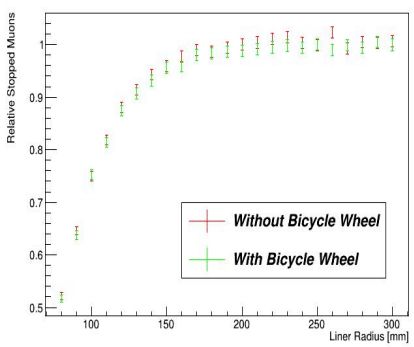 Relative Stopped Muons
1
0.9
0.8
0.7
0.6
0.5
Without Bicycle Wheel
With Bicycle Wheel
100 150 200 250 300
Liner Radius [mm]